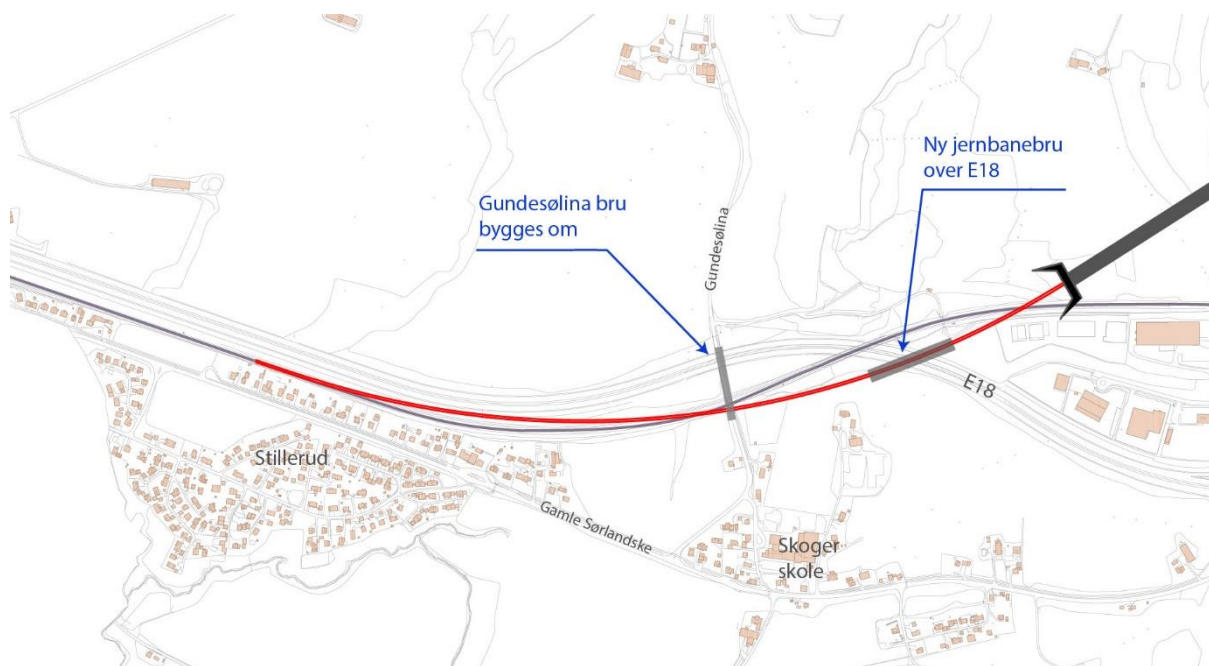 Ny jernbanebru
over E18
Gundesølina bru
bygges om
Gundesølina
E18
Stillerud
Gamle Sørlandske
Skoger
skole